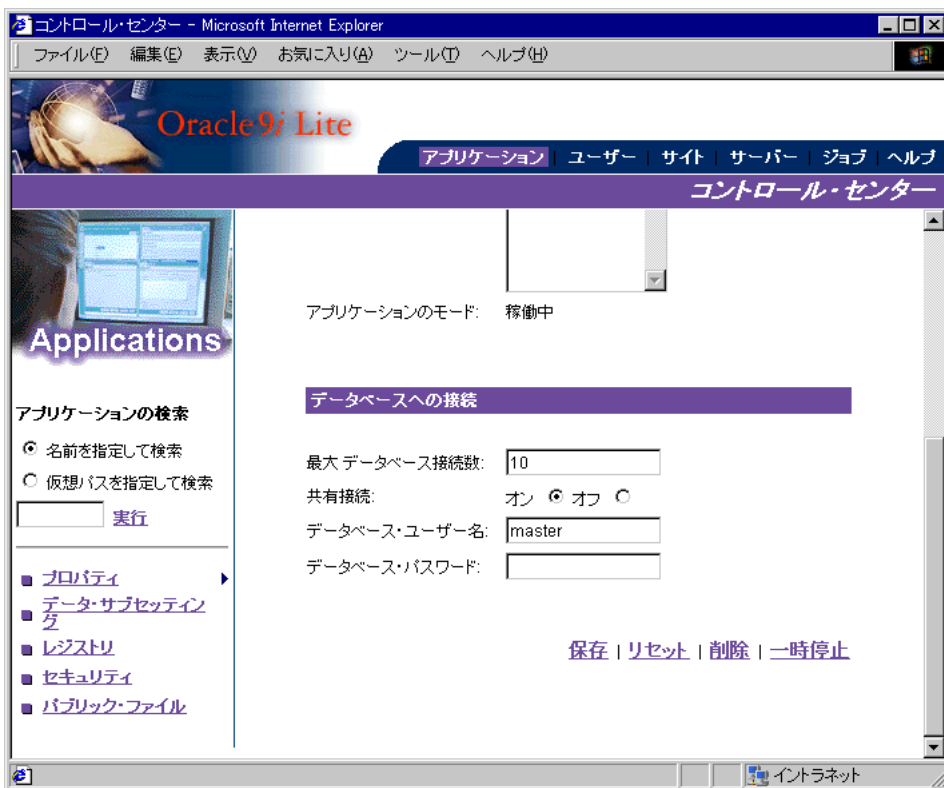 コントロール・センター - Microsoft Internet Explorer
ファイル(F) 編集(E) 表示(V) お気に入り(A) ツール(T) ヘルプ(H)
Oracle9i Lite
アプリケーション ユーザー サイト サーバー ジョブ ヘルプ
コントロール・センター
Applications
アプリケーションの検索
名前を指定して検索
仮想パスを指定して検索
実行
プロパティ
データ・サブセッティン
グ
レジストリ
セキュリティ
パブリック・ファイル
アプリケーションのモード: 稼働中
データベースへの接続
最大 データベース接続数: 10
共有接続: オン オフ
データベース・ユーザー名: master
データベース・パスワード:
保存 | リセット | 削除 | 一時停止
イントラネット